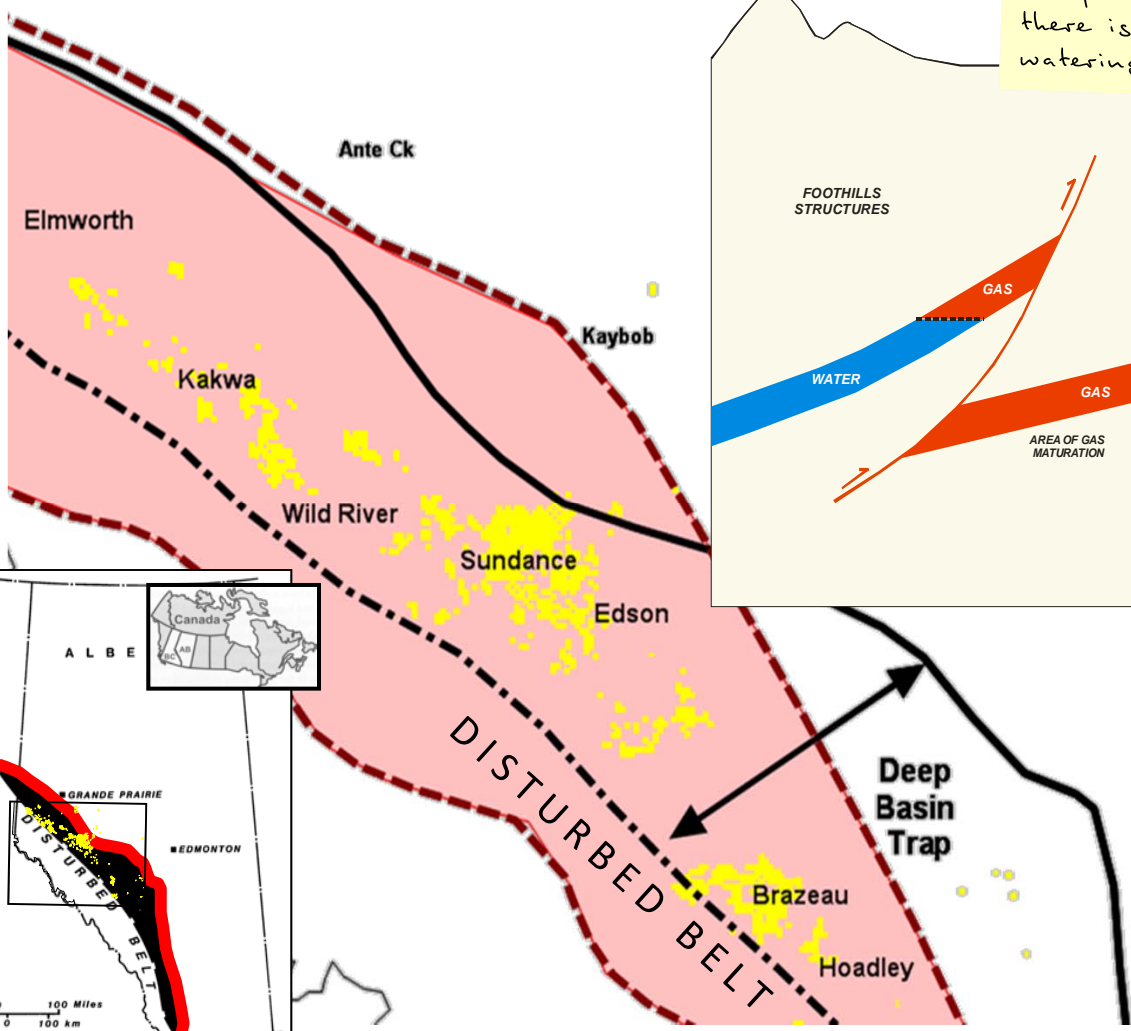 there is
watering
Ante Ck
FOOTHILLS
STRUCTURES
Elmworth
GAS
Kaybob
Kakwa
WATER
GAS
AREA OF GAS
MATURATION
Wild River
Sundance
Edson
Canada
BC
AB
A L B E
DISTURBED BELT
Deep
Basin
Trap
GRANDE PRAIRIE
EDMONTON
DISTURBED BELT
Brazeau
Hoadley
100 Miles
0 100 km